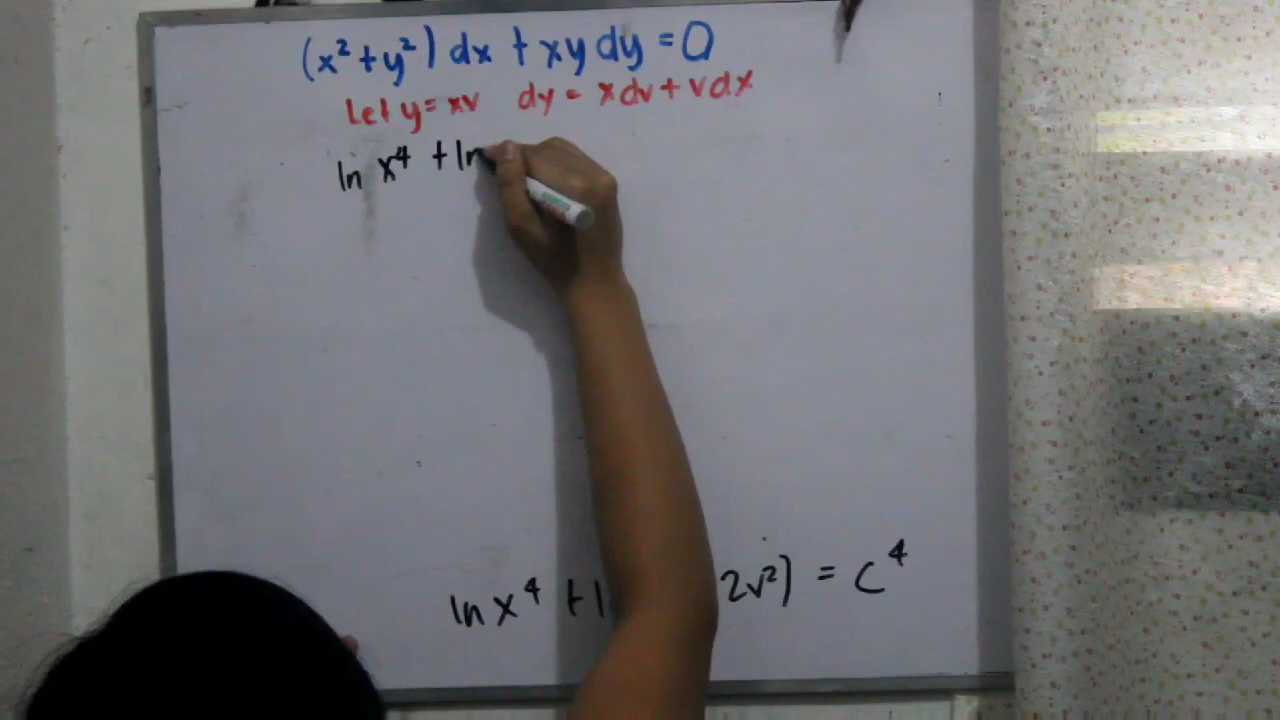 (x² + y²) dx + xy dy = 0
Let y = xv dy = x dv + v dx
ln x⁴ + ln
ln x⁴ + l 2v²) = c⁴